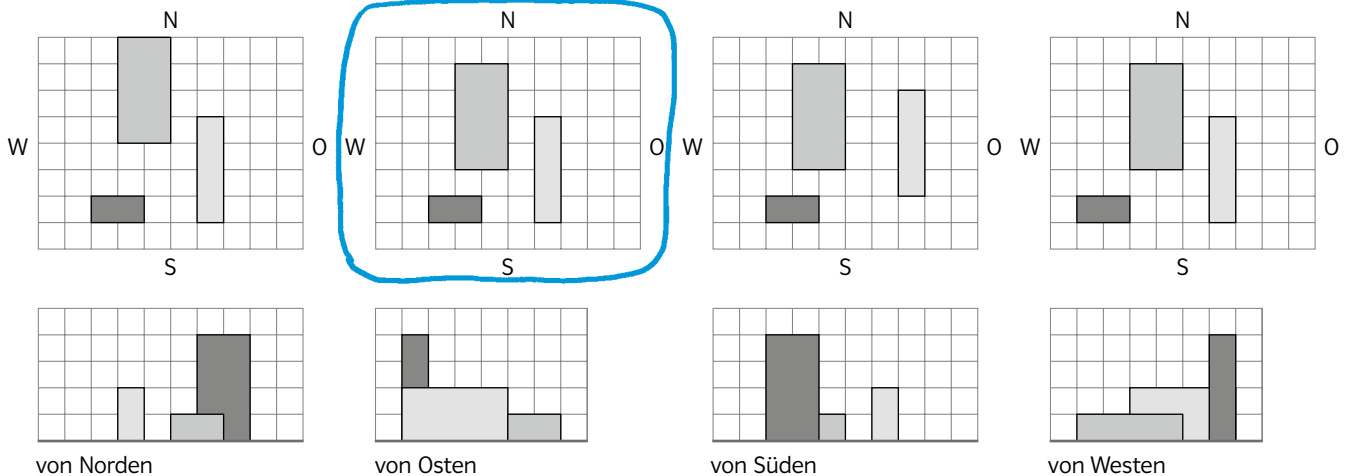 N N N N
W O W O W O W O
S S S S
von Norden von Osten von Süden von Westen